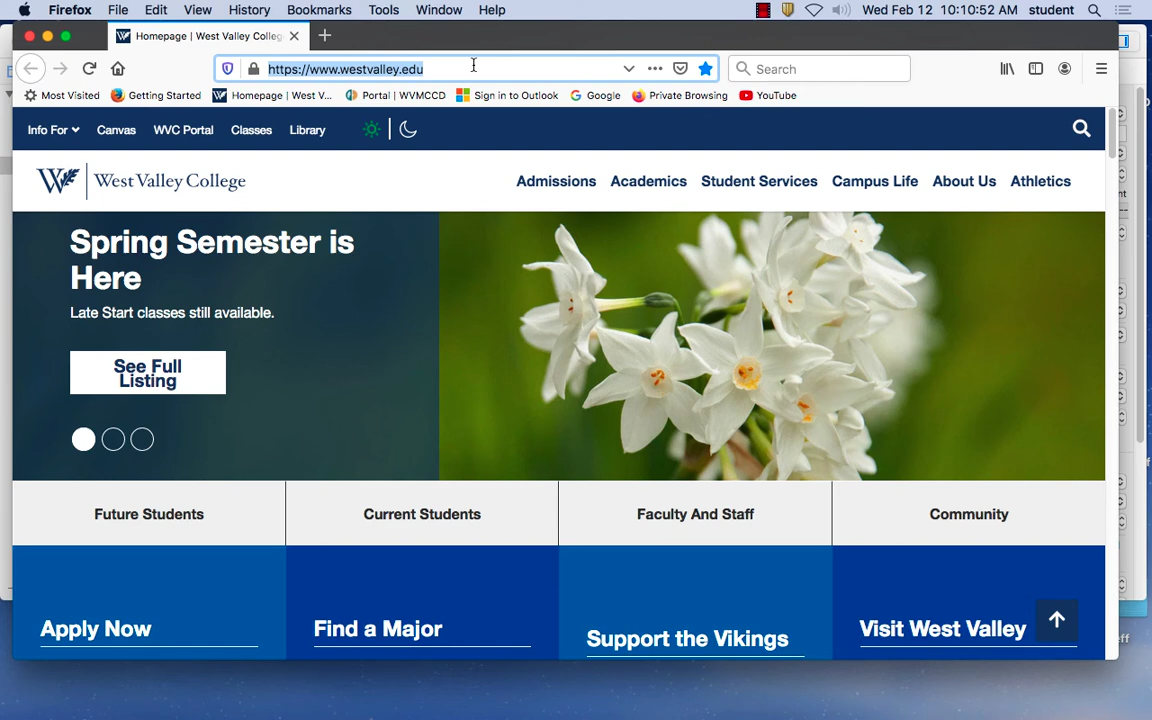 Firefox File Edit View History Bookmarks Tools Window Help Wed Feb 12 10:10:52 AM student
Homepage | West Valley Colleg
https://www.westvalley.edu Search
Most Visited Getting Started Homepage | West V... Portal | WVMCCD Sign in to Outlook Google Private Browsing YouTube
Info For Canvas WVC Portal Classes Library
West Valley College Admissions Academics Student Services Campus Life About Us Athletics
Spring Semester is
Here
Late Start classes still available.
See Full
Listing
Future Students Current Students Faculty And Staff Community
Apply Now Find a Major Support the Vikings Visit West Valley